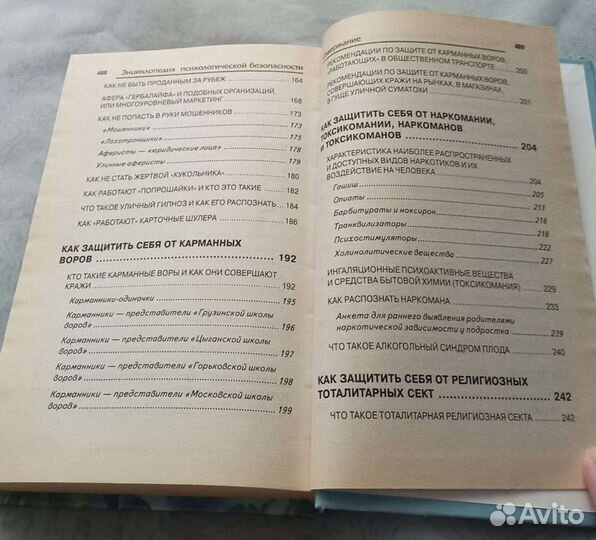 488 Энциклопедия психологической безопасности
КАК НЕ БЫТЬ ПРОДАННЫМ ЗА РУБЕЖ ..... 164
АФЕРА «ГЕРБАЛАЙФА» И ПОДОБНЫХ ОРГАНИЗАЦИЙ,
ИЛИ МНОГОУРОВНЕВЫЙ МАРКЕТИНГ ..... 168
КАК НЕ ПОПАСТЬ В РУКИ МОШЕННИКОВ ..... 173
«Мошенники» ..... 173
«Лохотронщики» ..... 175
Аферисты — «юридические лица» ..... 178
Уличные аферисты ..... 179
КАК НЕ СТАТЬ ЖЕРТВОЙ «КУКОЛЬНИКА» ..... 180
КАК РАБОТАЮТ «ПОПРОШАЙКИ» И КТО ЭТО ТАКИЕ ..... 182
ЧТО ТАКОЕ УЛИЧНЫЙ ГИПНОЗ И КАК ЕГО РАСПОЗНАТЬ ..... 184
КАК «РАБОТАЮТ» КАРТОЧНЫЕ ШУЛЕРА ..... 186
КАК ЗАЩИТИТЬ СЕБЯ ОТ КАРМАННЫХ
ВОРОВ ..... 192
КТО ТАКИЕ КАРМАННЫЕ ВОРЫ И КАК ОНИ СОВЕРШАЮТ
КРАЖИ ..... 192
Карманники-одиночки ..... 195
Карманники — представители «Грузинской школы
воров» ..... 196
Карманники — представители «Цыганской школы
воров» ..... 197
Карманники — представители «Горьковской школы
воров» ..... 198
Карманники — представители «Московской школы
воров» ..... 199
Содержание 489
РЕКОМЕНДАЦИИ ПО ЗАЩИТЕ ОТ КАРМАННЫХ ВОРОВ,
«РАБОТАЮЩИХ» В ОБЩЕСТВЕННОМ ТРАНСПОРТЕ ..... 200
РЕКОМЕНДАЦИИ ПО ЗАЩИТЕ ОТ КАРМАННЫХ ВОРОВ,
СОВЕРШАЮЩИХ КРАЖИ НА РЫНКАХ, В МАГАЗИНАХ,
В ГУЩЕ УЛИЧНОЙ СУМАТОХИ ..... 201
КАК ЗАЩИТИТЬ СЕБЯ ОТ НАРКОМАНИИ,
ТОКСИКОМАНИИ, НАРКОМАНОВ
И ТОКСИКОМАНОВ ..... 204
ХАРАКТЕРИСТИКА НАИБОЛЕЕ РАСПРОСТРАНЕННЫХ
И ДОСТУПНЫХ ВИДОВ НАРКОТИКОВ И ИХ
ВОЗДЕЙСТВИЕ НА ЧЕЛОВЕКА ..... 204
Гашиш ..... 205
Опиаты ..... 211
Барбитураты и ноксирон ..... 216
Транквилизаторы ..... 218
Психостимуляторы ..... 222
Холинолитические вещества ..... 227
ИНГАЛЯЦИОННЫЕ ПСИХОАКТИВНЫЕ ВЕЩЕСТВА
И СРЕДСТВА БЫТОВОЙ ХИМИИ (ТОКСИКОМАНИЯ) ..... 229
КАК РАСПОЗНАТЬ НАРКОМАНА ..... 233
Анкета для раннего выявления родителями
наркотической зависимости у подростка ..... 239
ЧТО ТАКОЕ АЛКОГОЛЬНЫЙ СИНДРОМ ПЛОДА ..... 240
КАК ЗАЩИТИТЬ СЕБЯ ОТ РЕЛИГИОЗНЫХ
ТОТАЛИТАРНЫХ СЕКТ ..... 242
ЧТО ТАКОЕ ТОТАЛИТАРНАЯ РЕЛИГИОЗНАЯ СЕКТА ..... 242
Avito